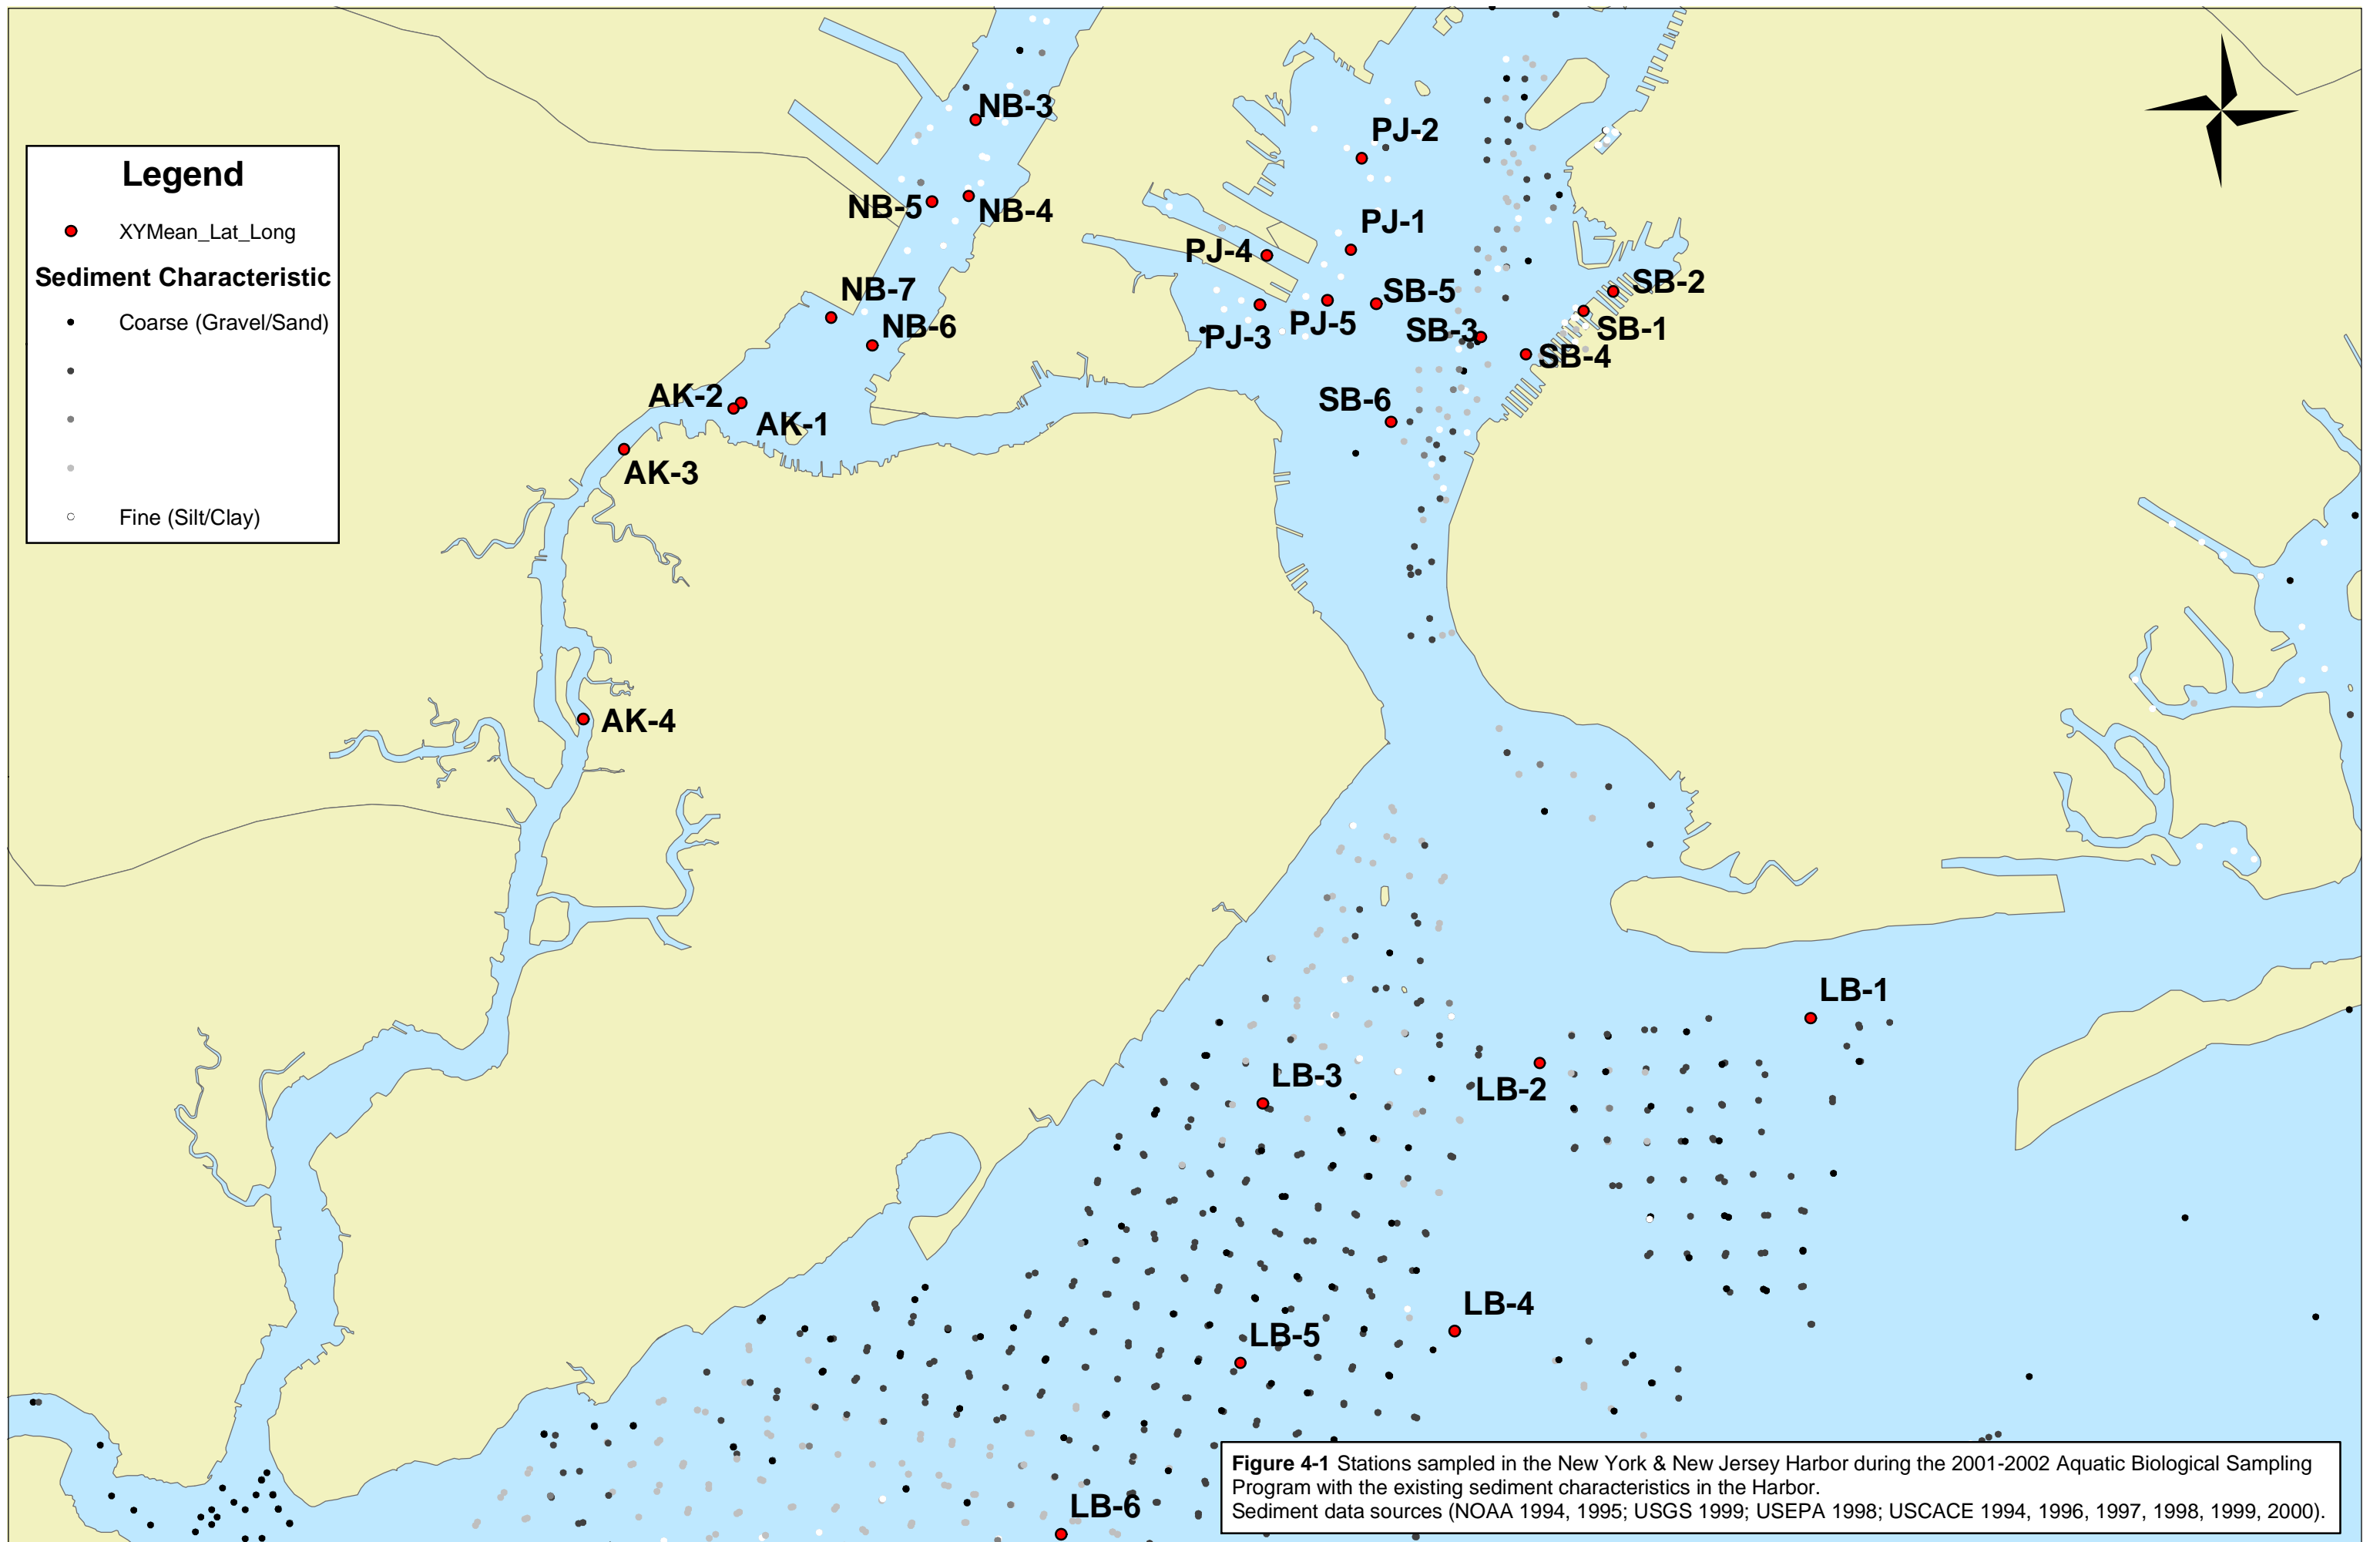 NB-3
PJ-2
Legend
NB-5
NB-4
PJ-1
XYMean_Lat_Long
PJ-4
Sediment Characteristic
NB-7
SB-5
SB-2
Coarse (Gravel/Sand)
NB-6
PJ-3
PJ-5
SB-3
SB-1
SB-4
AK-2
SB-6
AK-1
AK-3
Fine (Silt/Clay)
AK-4
LB-1
LB-3
LB-2
LB-4
LB-5
LB-6
Figure 4-1 Stations sampled in the New York & New Jersey Harbor during the 2001-2002 Aquatic Biological Sampling
Program with the existing sediment characteristics in the Harbor.
Sediment data sources (NOAA 1994, 1995; USGS 1999; USEPA 1998; USCACE 1994, 1996, 1997, 1998, 1999, 2000).